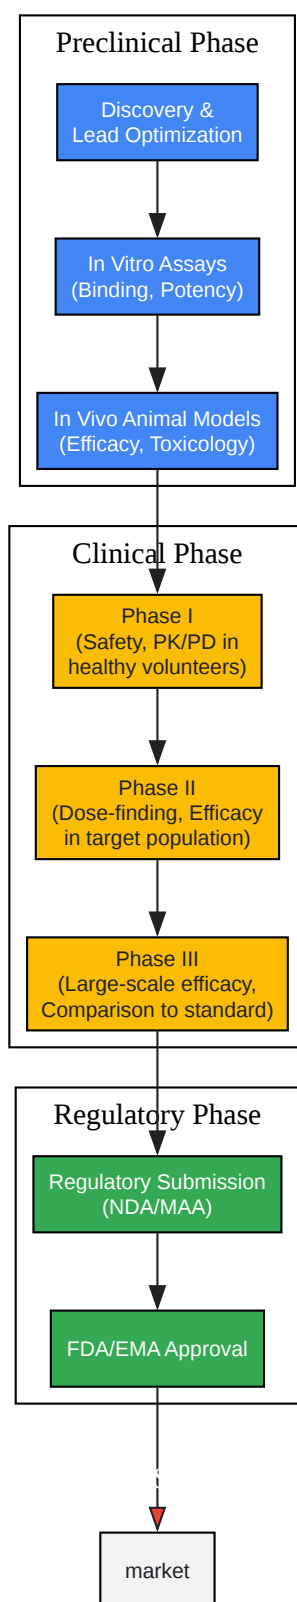 Preclinical Phase
Discovery &
Lead Optimization
In Vitro Assays
(Binding, Potency)
In Vivo Animal Models
(Efficacy, Toxicology)
Clinical Phase
Phase I
(Safety, PK/PD in
healthy volunteers)
Phase II
(Dose-finding, Efficacy
in target population)
Phase III
(Large-scale efficacy,
Comparison to standard)
Regulatory Phase
Regulatory Submission
(NDA/MAA)
FDA/EMA Approval
market